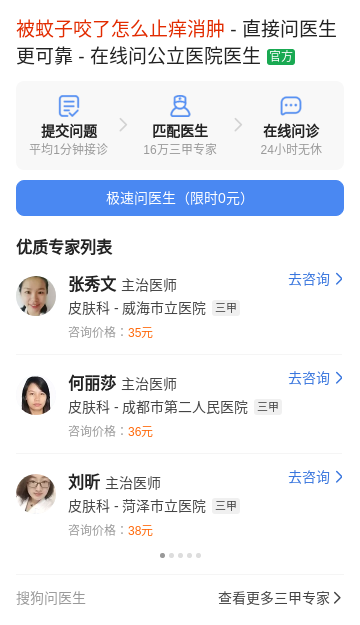 被蚊子咬了怎么止痒消肿 - 直接问医生
更可靠 - 在线问公立医院医生 官方
提交问题 匹配医生 在线问诊
平均1分钟接诊 16万三甲专家 24小时无休
极速问医生（限时0元）
优质专家列表
张秀文 主治医师 去咨询
皮肤科 - 威海市立医院 三甲
咨询价格：35元
何丽莎 主治医师 去咨询
皮肤科 - 成都市第二人民医院 三甲
咨询价格：36元
刘昕 主治医师 去咨询
皮肤科 - 菏泽市立医院 三甲
咨询价格：38元
搜狗问医生 查看更多三甲专家